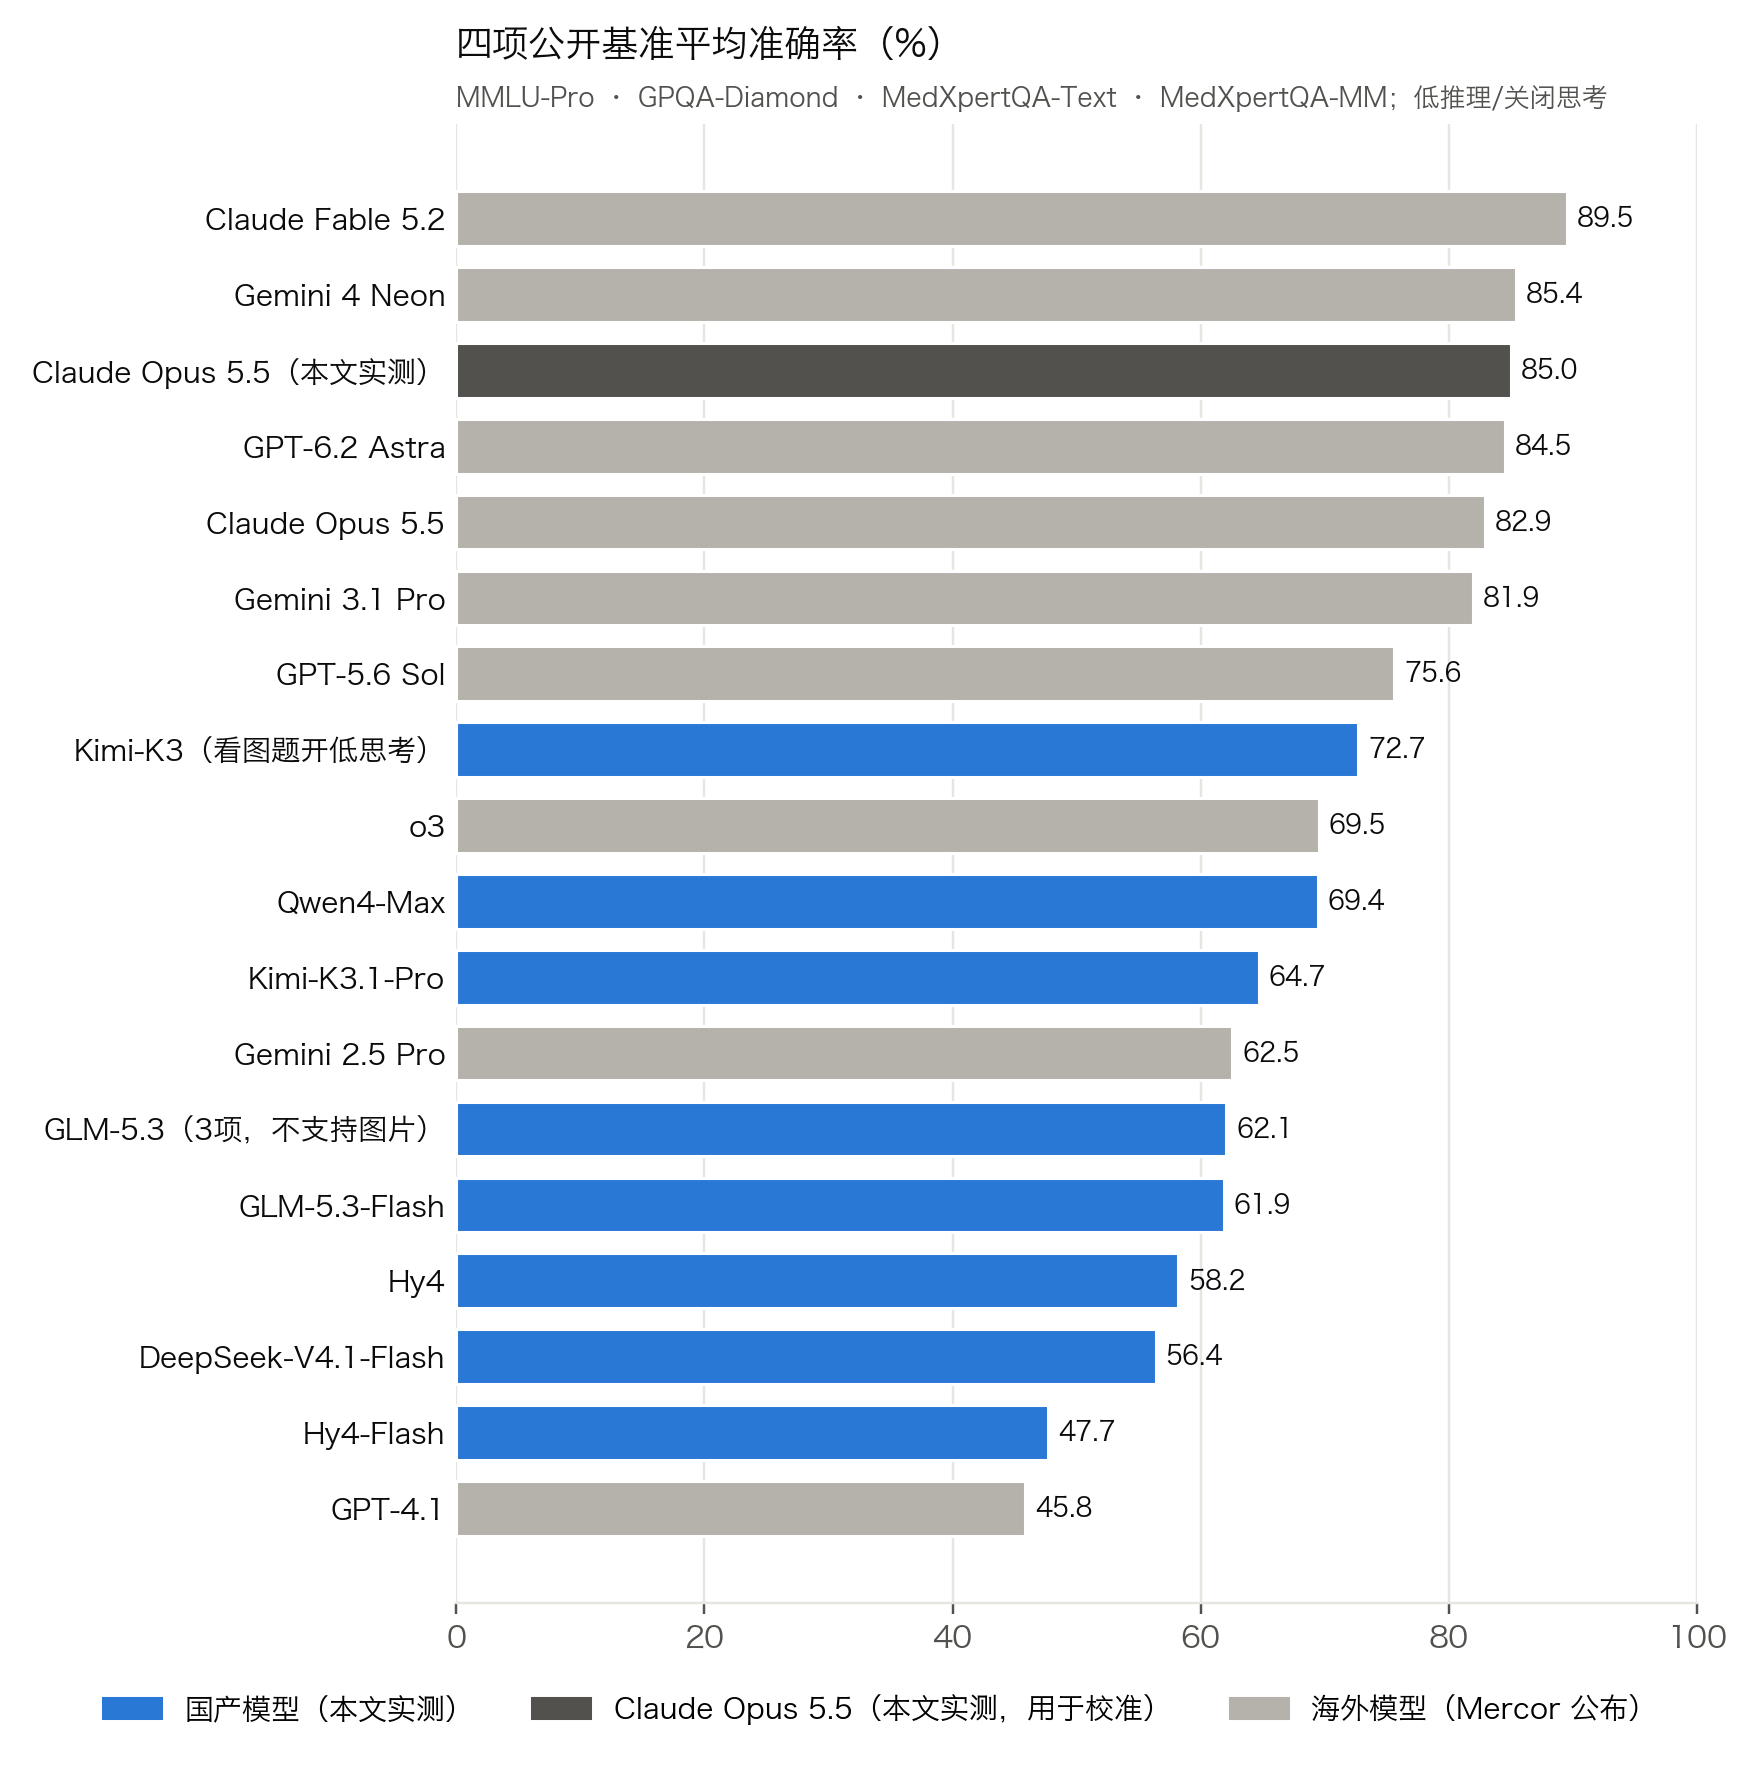 四项公开基准平均准确率（%）
MMLU-Pro · GPQA-Diamond · MedXpertQA-Text · MedXpertQA-MM；低推理/关闭思考
Claude Fable 5.2 89.5
Gemini 4 Neon 85.4
Claude Opus 5.5（本文实测） 85.0
GPT-6.2 Astra 84.5
Claude Opus 5.5 82.9
Gemini 3.1 Pro 81.9
GPT-5.6 Sol 75.6
Kimi-K3（看图题开低思考） 72.7
o3 69.5
Qwen4-Max 69.4
Kimi-K3.1-Pro 64.7
Gemini 2.5 Pro 62.5
GLM-5.3（3项，不支持图片） 62.1
GLM-5.3-Flash 61.9
Hy4 58.2
DeepSeek-V4.1-Flash 56.4
Hy4-Flash 47.7
GPT-4.1 45.8
0 20 40 60 80 100
国产模型（本文实测） Claude Opus 5.5（本文实测，用于校准） 海外模型（Mercor 公布）